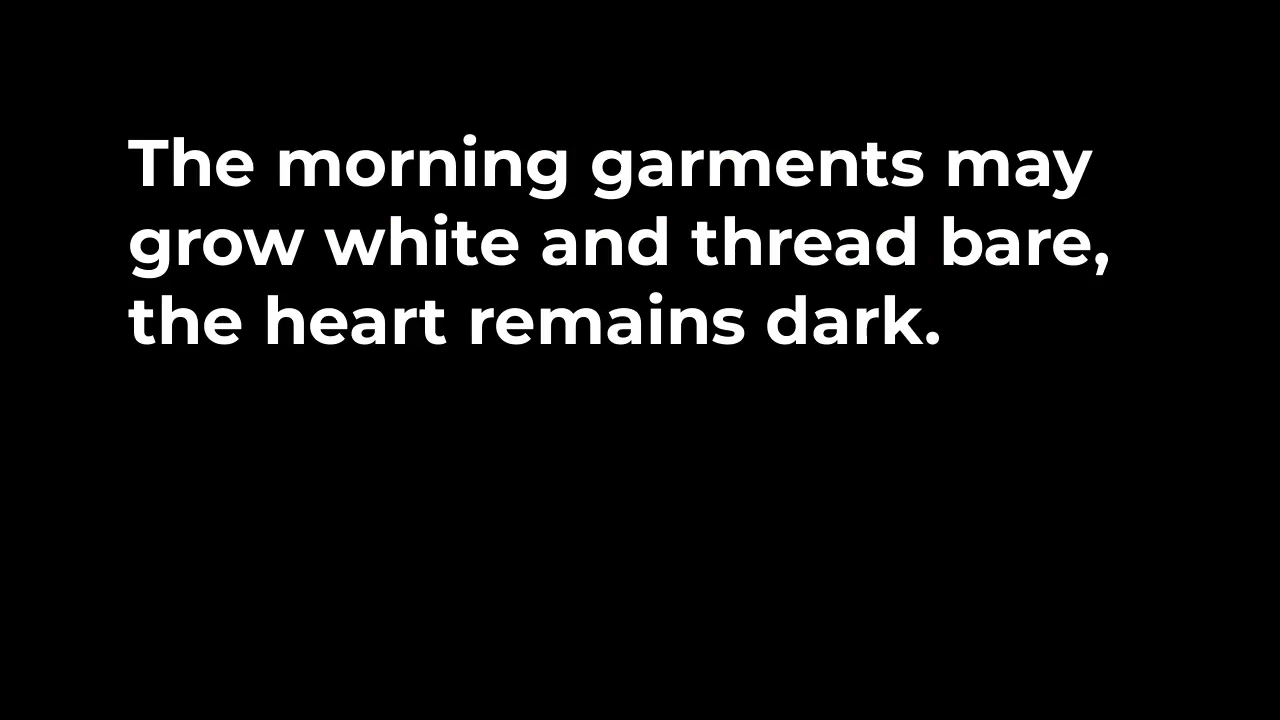 The morning garments may
grow white and thread bare,
the heart remains dark.